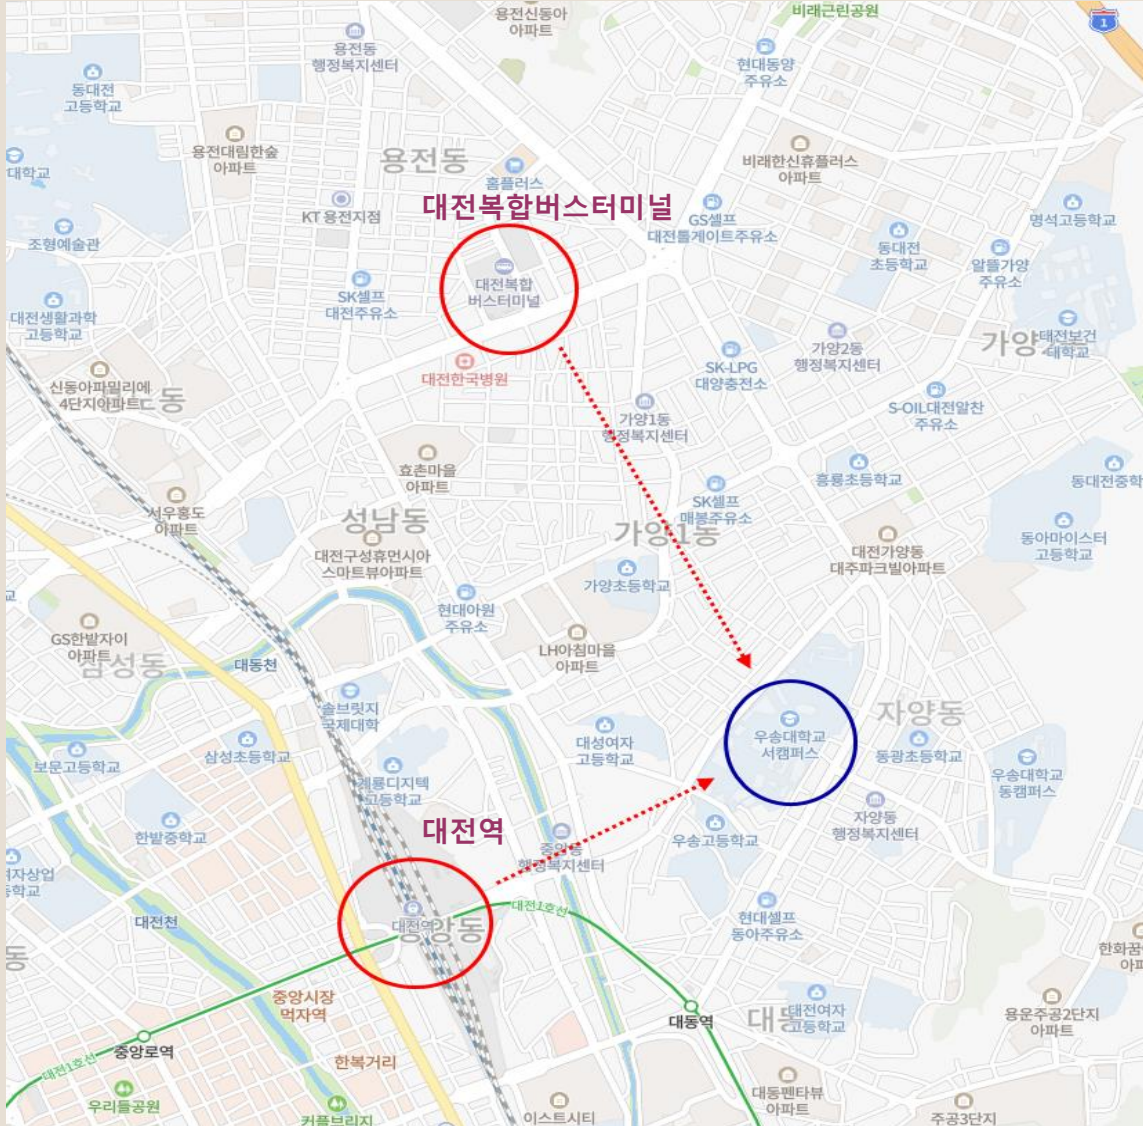 용전신동아
아파트
비래근린공원
1
용전동
행정복지센터
현대동양
주유소
동대전
고등학교
용전대림한숲
아파트
용전동
비래한신휴플러스
아파트
대학교
홈플러스
KT 용전지점
대전복합버스터미널
GS셀프
대전톨게이트주유소
명석고등학교
조형예술관
동대전
초등학교
알뜰가양
주유소
대전복합
버스터미널
SK셀프
대전주유소
대전생활과학
고등학교
가양2동
행정복지센터
대전보건
대학교
대전한국병원
SK-LPG
대양충전소
신동아파밀리에
4단지아파트
S-OIL대전알찬
주유소
가양1동
행정복지센터
효촌마을
아파트
흥룡초등학교
동대전중학
서우홍도
아파트
성남동
SK셀프
매봉주유소
가양1동
동아마이스터
고등학교
대전구성휴먼시아
스마트뷰아파트
대전가양동
대주파크빌아파트
가양초등학교
현대아원
주유소
GS한밭자이
아파트
삼성동
대동천
LH아침마을
아파트
솔브릿지
국제대학
자양동
우송대학교
서캠퍼스
대성여자
고등학교
삼성초등학교
보문고등학교
동광초등학교
우송대학교
동캠퍼스
계룡디지텍
고등학교
한밭중학교
대전역
자양동
행정복지센터
우송고등학교
중앙동
행정복지센터
여자상업
등학교
대전천
대전역
중앙동
대전1호선
현대셀프
동아주유소
한화꿈
아파
동
중앙시장
먹자역
대동역
대동
대전여자
고등학교
용운주공2단지
아파트
중앙로역
대전1호선
한복거리
우리들공원
커플브리지
이스트시티
대동펜타뷰
아파트
주공3단지